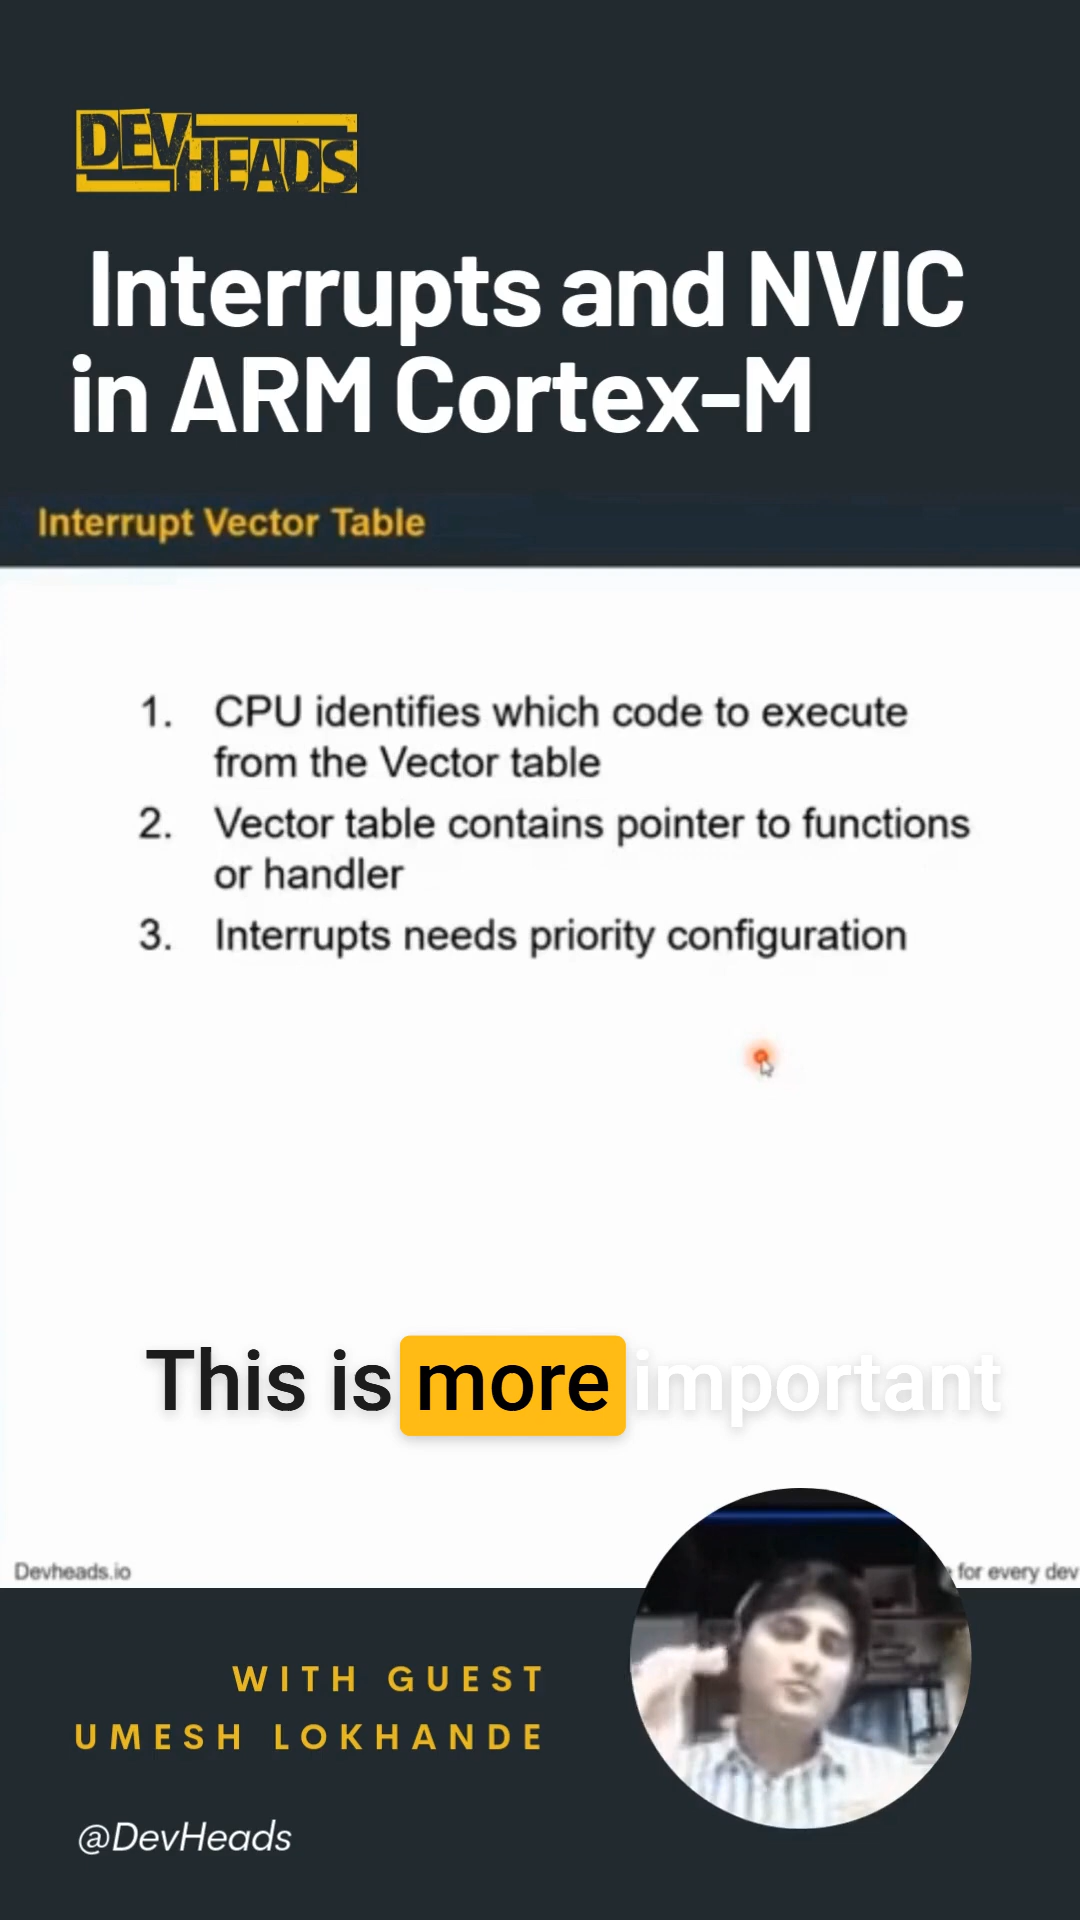 DEVHEADS
Interrupts and NVIC
in ARM Cortex-M
Interrupt Vector Table
1. CPU identifies which code to execute
from the Vector table
2. Vector table contains pointer to functions
or handler
3. Interrupts needs priority configuration
This is more important
Devheads.io
for every dev
WITH GUEST
UMESH LOKHANDE
@DevHeads